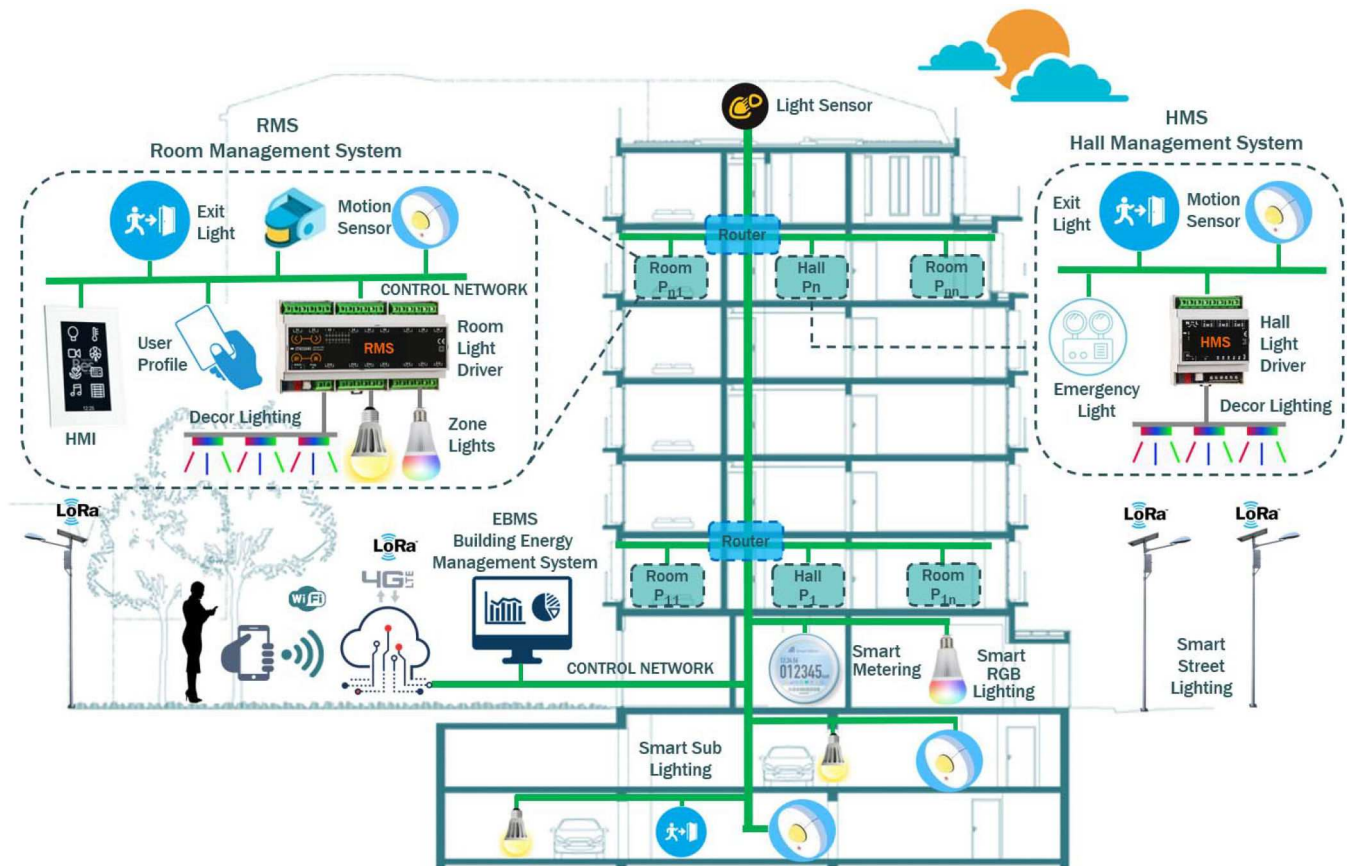 Light Sensor
RMS
Room Management System
Exit
Light
Motion
Sensor
CONTROL NETWORK
HMI
User
Profile
RMS
Room
Light
Driver
Decor Lighting
Zone
Lights
HMS
Hall Management System
Exit
Light
Motion
Sensor
Emergency
Light
HMS
Hall
Light
Driver
Decor Lighting
Router
Room
Pn1
Hall
Pn
Room
Pnn
Router
Room
P11
Hall
P1
Room
P1n
LoRa
WiFi
LoRa
4G LTE
EBMS
Building Energy
Management System
CONTROL NETWORK
Smart
Metering
012345
Smart
RGB
Lighting
LoRa
LoRa
Smart
Street
Lighting
Smart Sub
Lighting